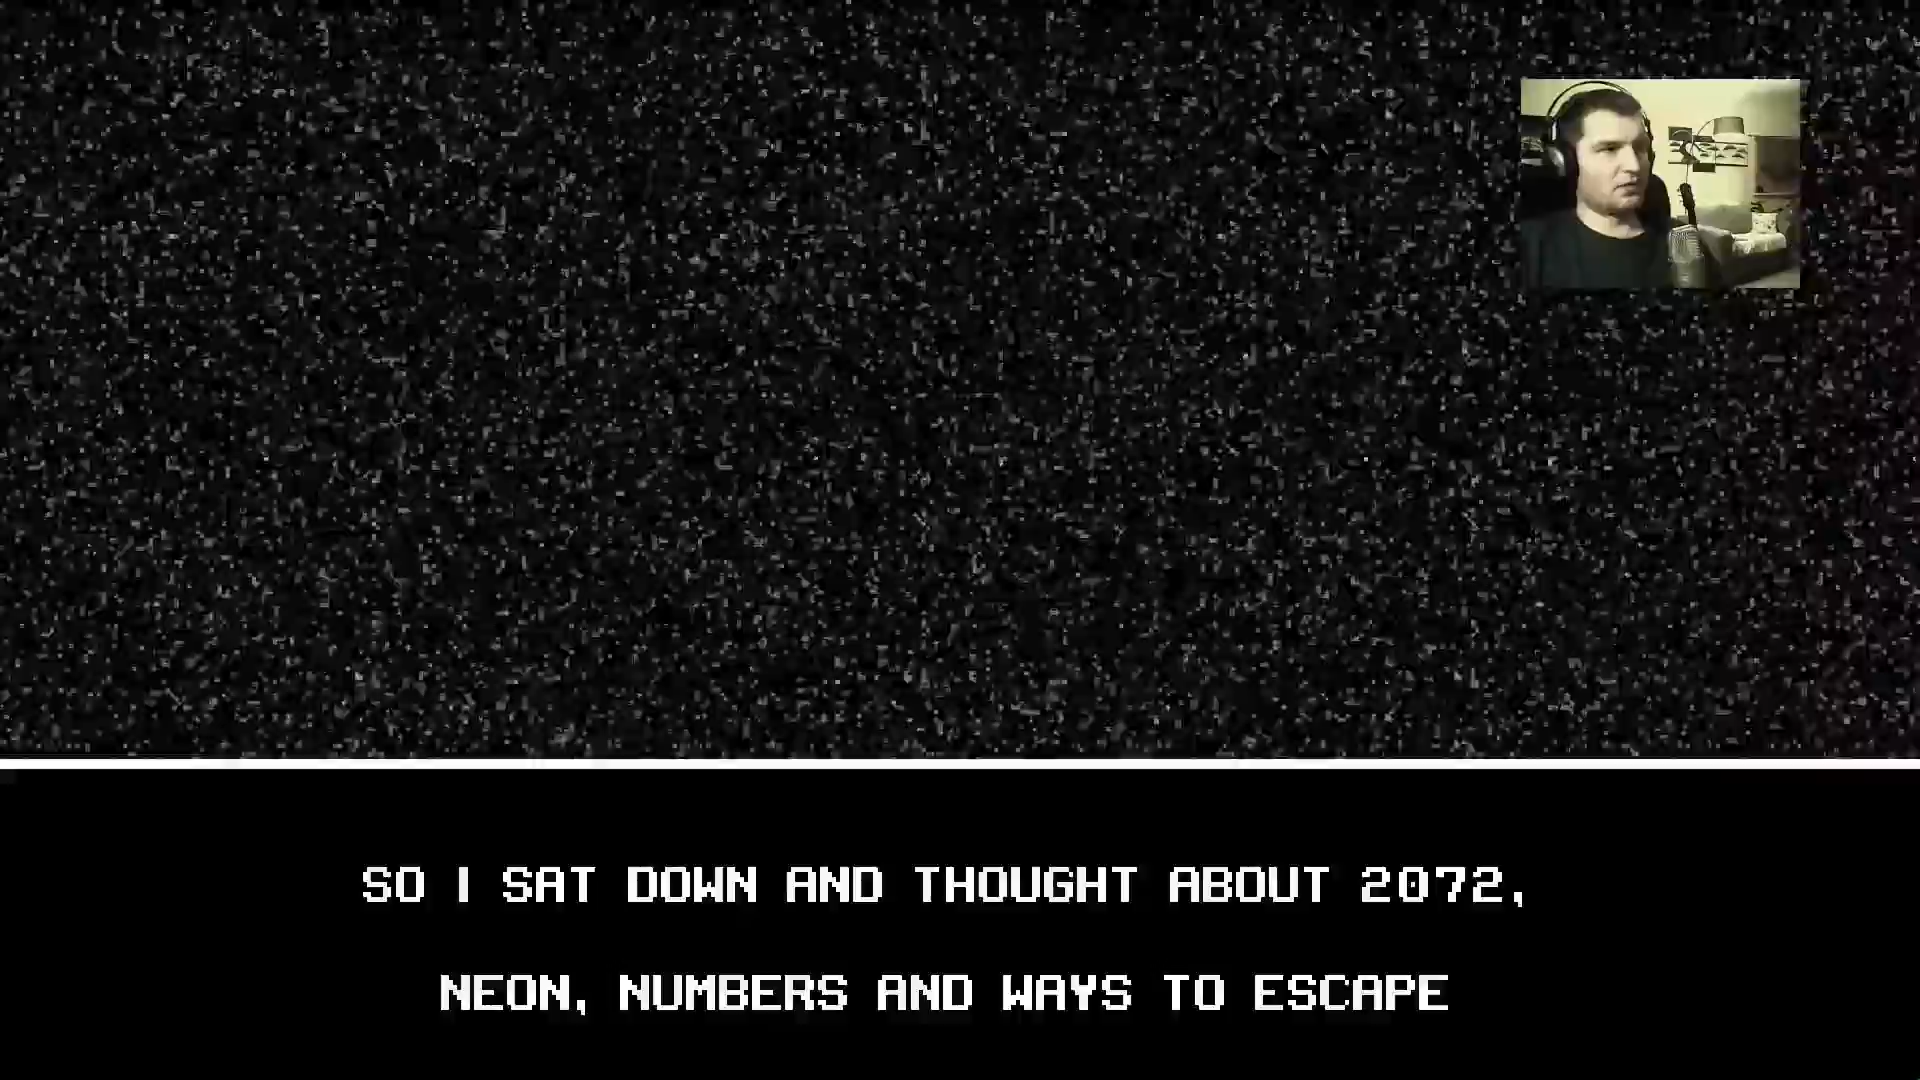 SO I SAT DOWN AND THOUGHT ABOUT 2072,
NEON, NUMBERS AND WAYS TO ESCAPE